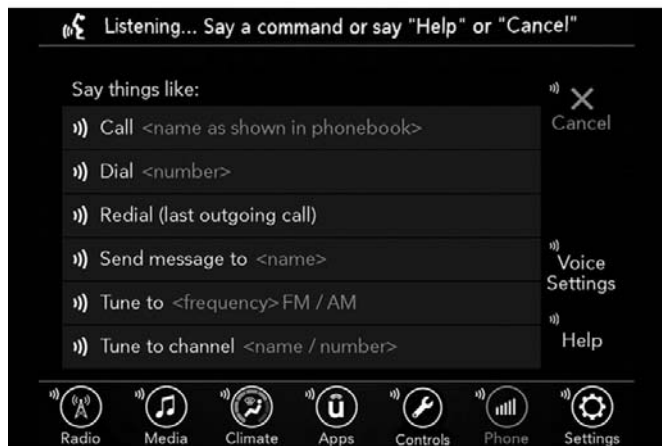 Listening... Say a command or say "Help" or "Cancel"
Say things like:
Call <name as shown in phonebook>
Cancel
Dial <number>
Redial (last outgoing call)
Send message to <name>
Voice
Settings
Tune to <frequency> FM / AM
Tune to channel <name / number>
Help
Radio Media Climate Apps Controls Phone Settings